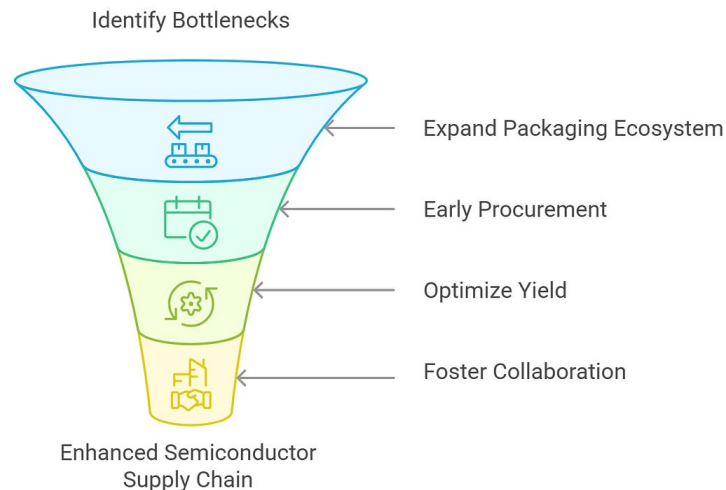 Identify Bottlenecks
Expand Packaging Ecosystem
Early Procurement
Optimize Yield
Foster Collaboration
Enhanced Semiconductor
Supply Chain